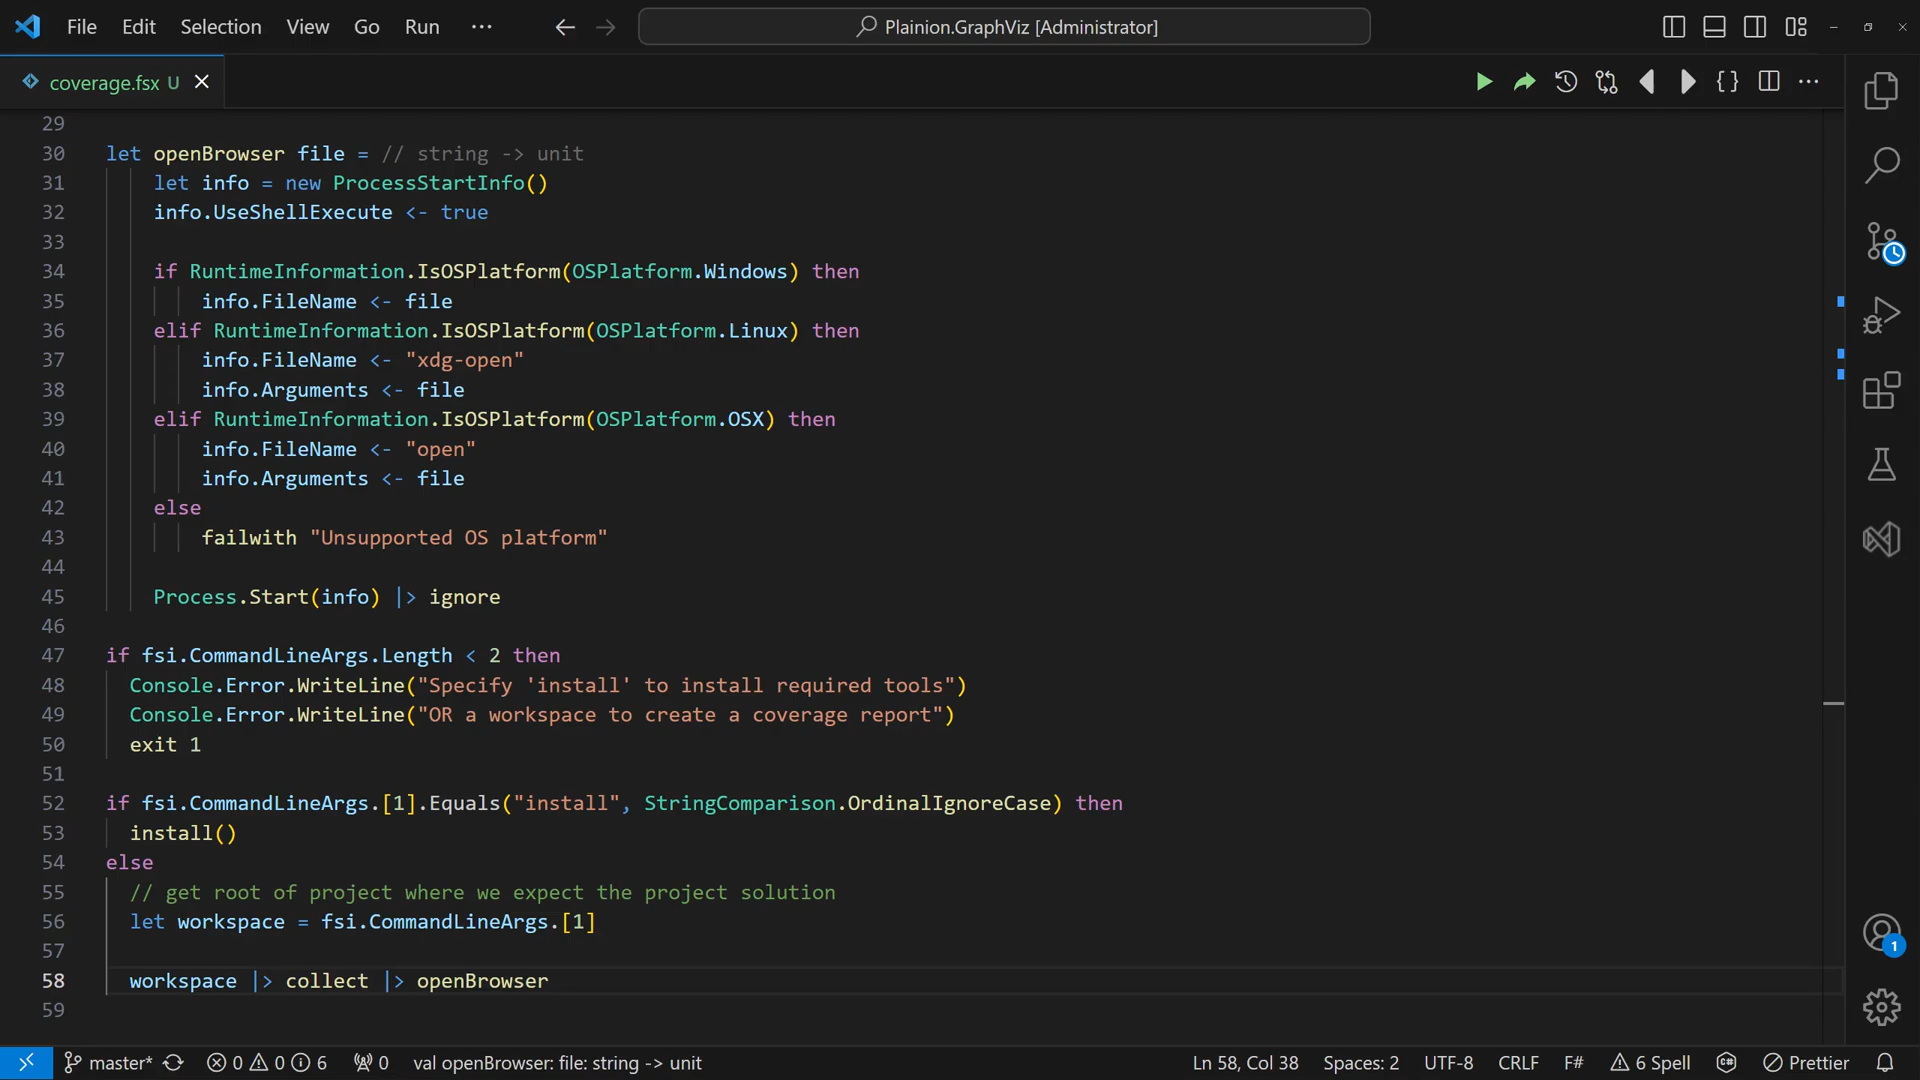 File Edit Selection View Go Run ··· Plainion.GraphViz [Administrator]
coverage.fsx U
29
30 let openBrowser file = // string -> unit
31 let info = new ProcessStartInfo()
32 info.UseShellExecute <- true
33
34 if RuntimeInformation.IsOSPlatform(OSPlatform.Windows) then
35 info.FileName <- file
36 elif RuntimeInformation.IsOSPlatform(OSPlatform.Linux) then
37 info.FileName <- "xdg-open"
38 info.Arguments <- file
39 elif RuntimeInformation.IsOSPlatform(OSPlatform.OSX) then
40 info.FileName <- "open"
41 info.Arguments <- file
42 else
43 failwith "Unsupported OS platform"
44
45 Process.Start(info) |> ignore
46
47 if fsi.CommandLineArgs.Length < 2 then
48 Console.Error.WriteLine("Specify 'install' to install required tools")
49 Console.Error.WriteLine("OR a workspace to create a coverage report")
50 exit 1
51
52 if fsi.CommandLineArgs.[1].Equals("install", StringComparison.OrdinalIgnoreCase) then
53 install()
54 else
55 // get root of project where we expect the project solution
56 let workspace = fsi.CommandLineArgs.[1]
57
58 workspace |> collect |> openBrowser
59
1
master* 0 0 6 0 val openBrowser: file: string -> unit Ln 58, Col 38 Spaces: 2 UTF-8 CRLF F# 6 Spell Prettier